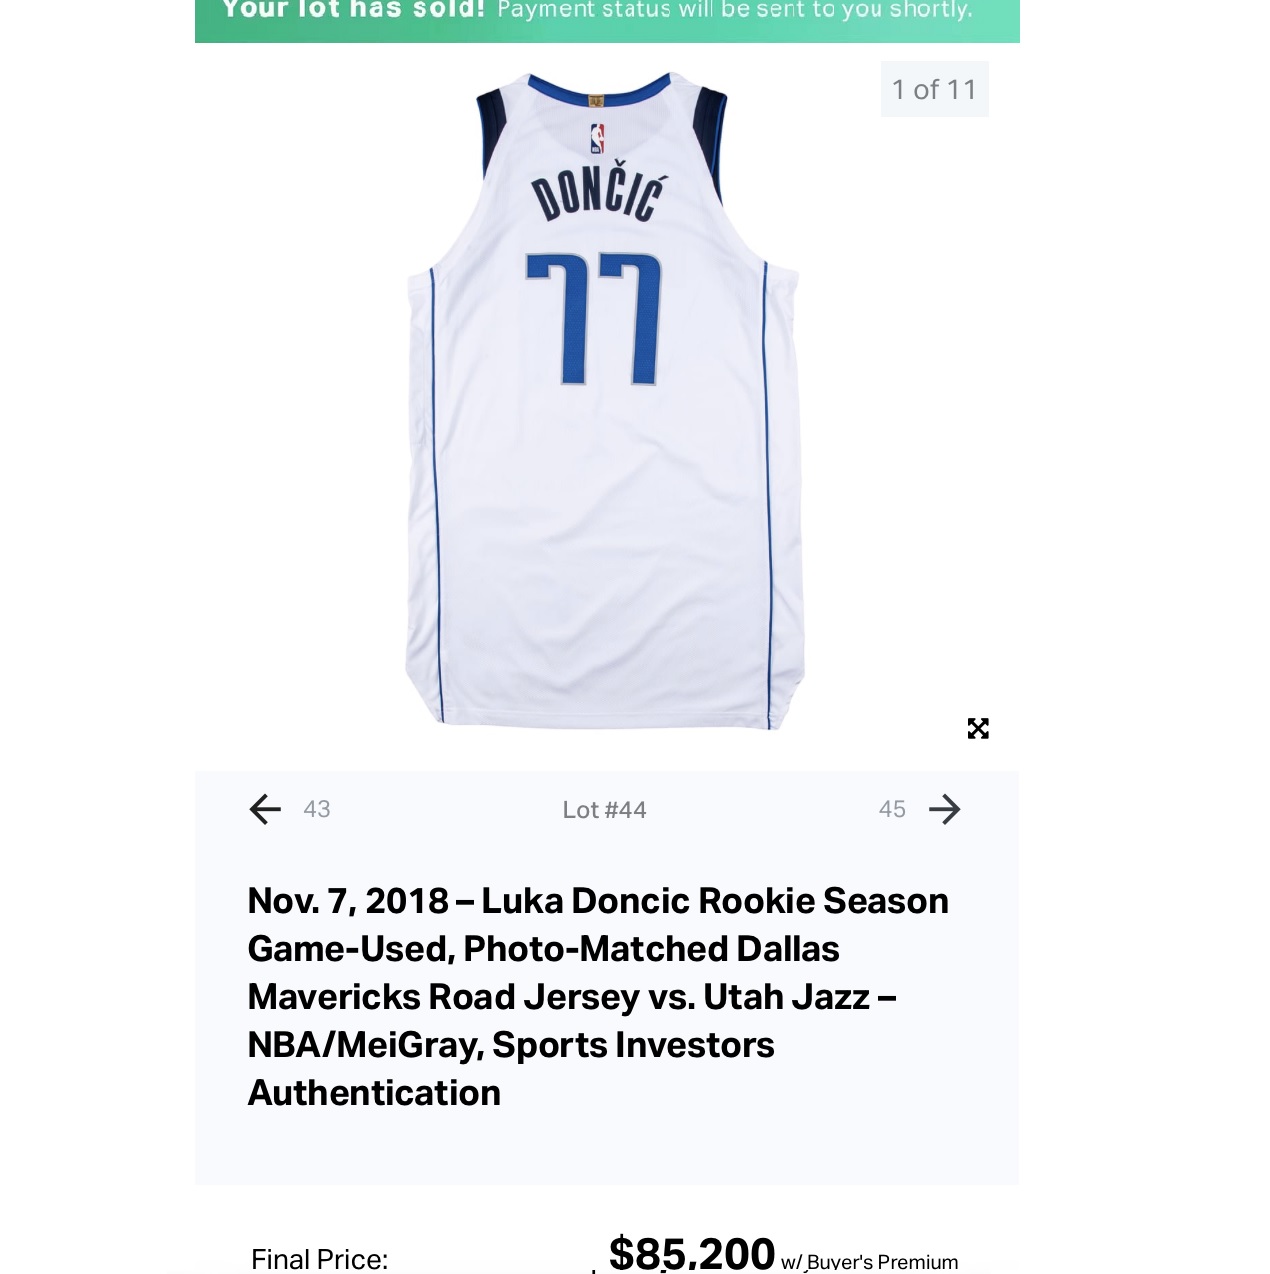 Your lot has sold! Payment status will be sent to you shortly.
1 of 11
DONČIĆ
77
43
Lot #44
45
Nov. 7, 2018 – Luka Doncic Rookie Season
Game-Used, Photo-Matched Dallas
Mavericks Road Jersey vs. Utah Jazz –
NBA/MeiGray, Sports Investors
Authentication
Final Price:
$85,200 w/ Buyer's Premium